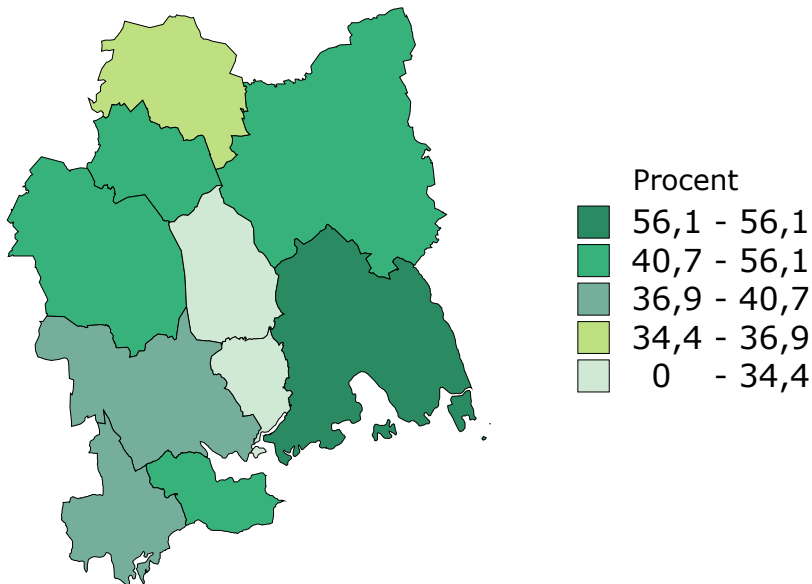 Procent
56,1 - 56,1
40,7 - 56,1
36,9 - 40,7
34,4 - 36,9
0 - 34,4